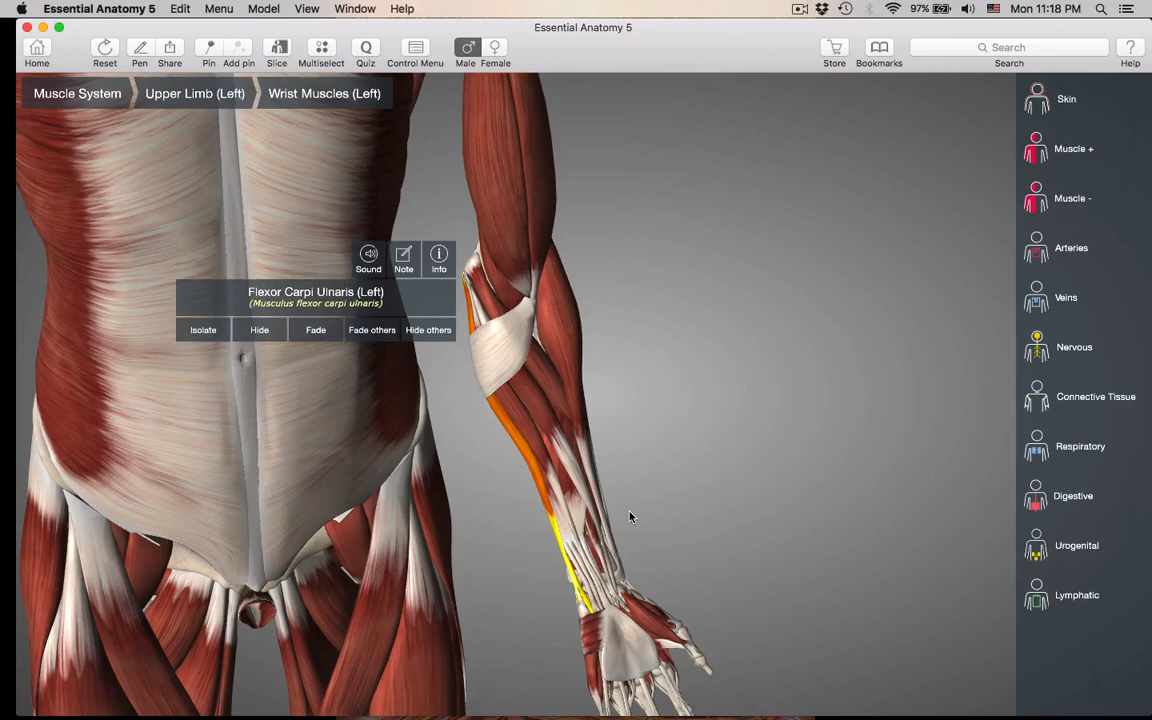 Essential Anatomy 5 Edit Menu Model View Window Help 97% Mon 11:18 PM
Essential Anatomy 5
Home Reset Pen Share Pin Add pin Slice Multiselect Quiz Control Menu Male Female Store Bookmarks Search Search Help
Muscle System Upper Limb (Left) Wrist Muscles (Left)
Sound Note Info
Flexor Carpi Ulnaris (Left)
(Musculus flexor carpi ulnaris)
Isolate Hide Fade Fade others Hide others
Skin
Muscle +
Muscle -
Arteries
Veins
Nervous
Connective Tissue
Respiratory
Digestive
Urogenital
Lymphatic